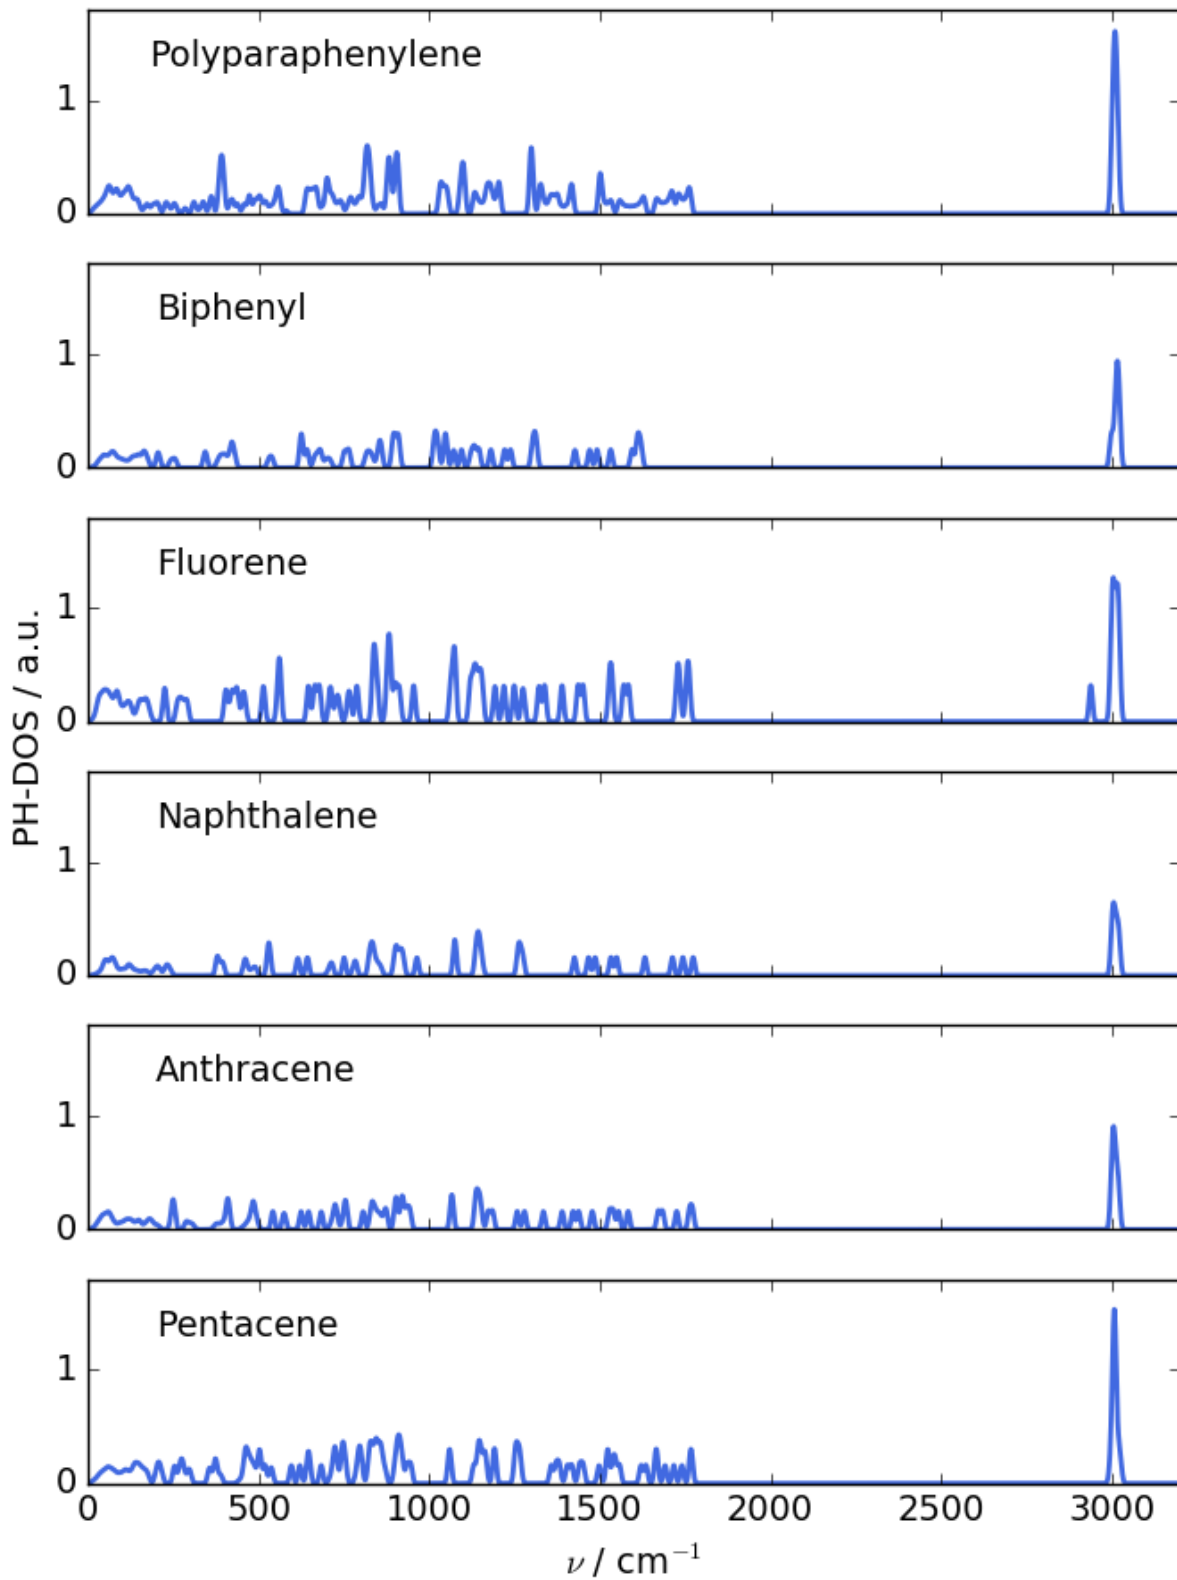 Polyparaphenylene
1
0
Biphenyl
1
0
Fluorene
1
0
PH-DOS / a.u.
Naphthalene
1
0
Anthracene
1
0
Pentacene
1
0
0 500 1000 1500 2000 2500 3000
ν / cm⁻¹